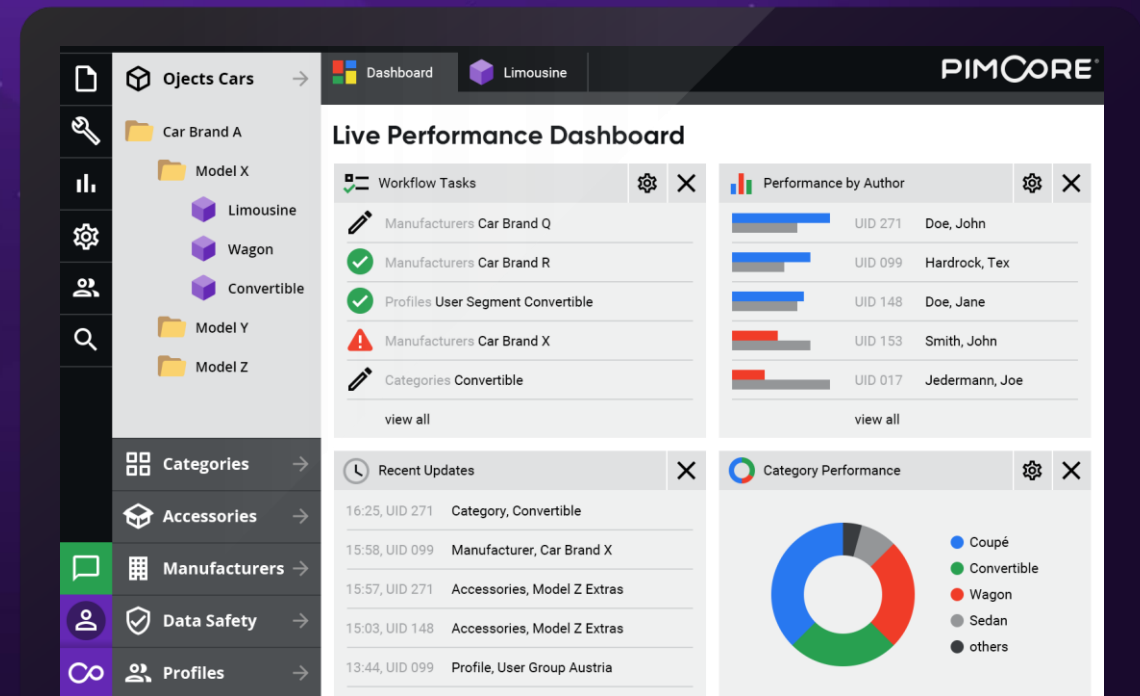 Ojects Cars
Car Brand A
Model X
Limousine
Wagon
Convertible
Model Y
Model Z
Categories
Accessories
Manufacturers
Data Safety
Profiles
Dashboard
Limousine
PIMCORE
Live Performance Dashboard
Workflow Tasks
Manufacturers Car Brand Q
Manufacturers Car Brand R
Profiles User Segment Convertible
Manufacturers Car Brand X
Categories Convertible
view all
Performance by Author
UID 271 Doe, John
UID 099 Hardrock, Tex
UID 148 Doe, Jane
UID 153 Smith, John
UID 017 Jedermann, Joe
view all
Recent Updates
16:25, UID 271 Category, Convertible
15:58, UID 099 Manufacturer, Car Brand X
15:57, UID 271 Accessories, Model Z Extras
15:03, UID 148 Accessories, Model Z Extras
13:44, UID 099 Profile, User Group Austria
Category Performance
Coupé
Convertible
Wagon
Sedan
others